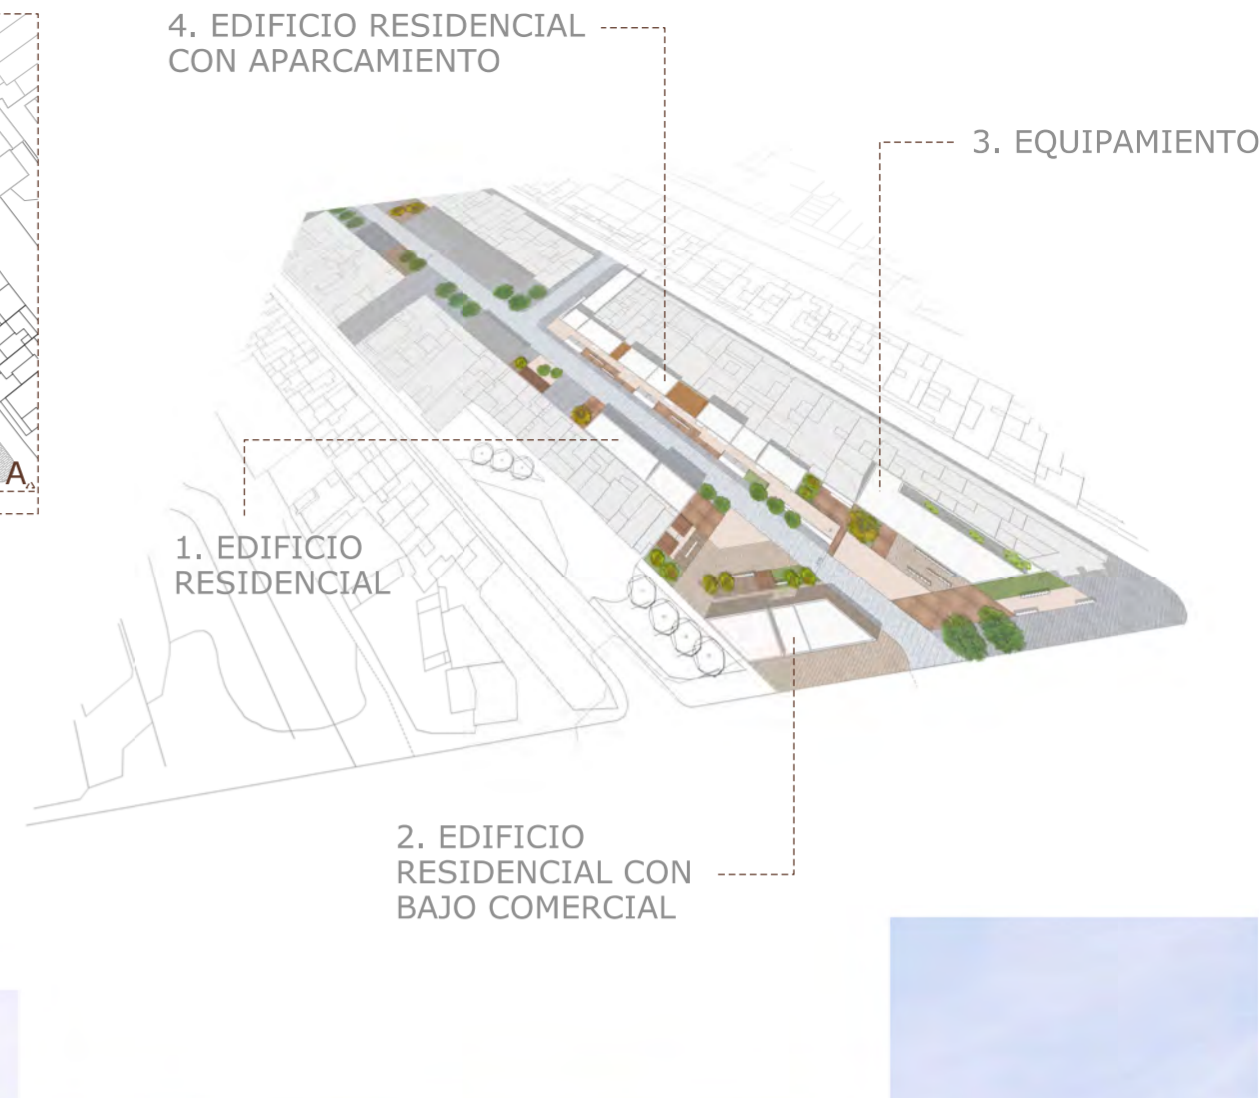 4. EDIFICIO RESIDENCIAL
CON APARCAMIENTO
3. EQUIPAMIENTO
A
1. EDIFICIO
RESIDENCIAL
2. EDIFICIO
RESIDENCIAL CON
BAJO COMERCIAL